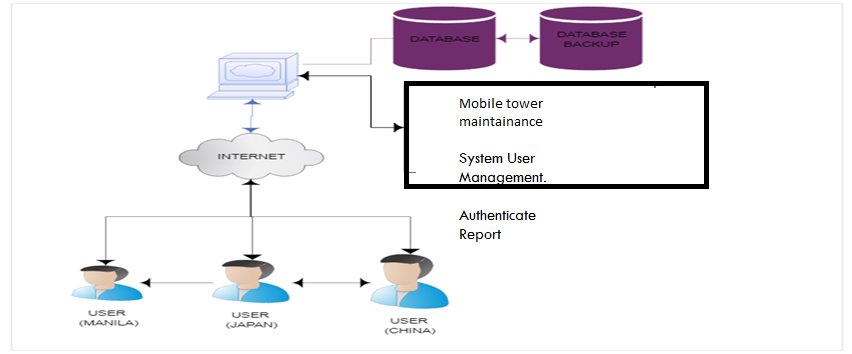 DATABASE
DATABASE
BACKUP
Mobile tower
maintainance
System User
Management.
Authenticate
Report
INTERNET
USER
(MANILA)
USER
(JAPAN)
USER
(CHINA)